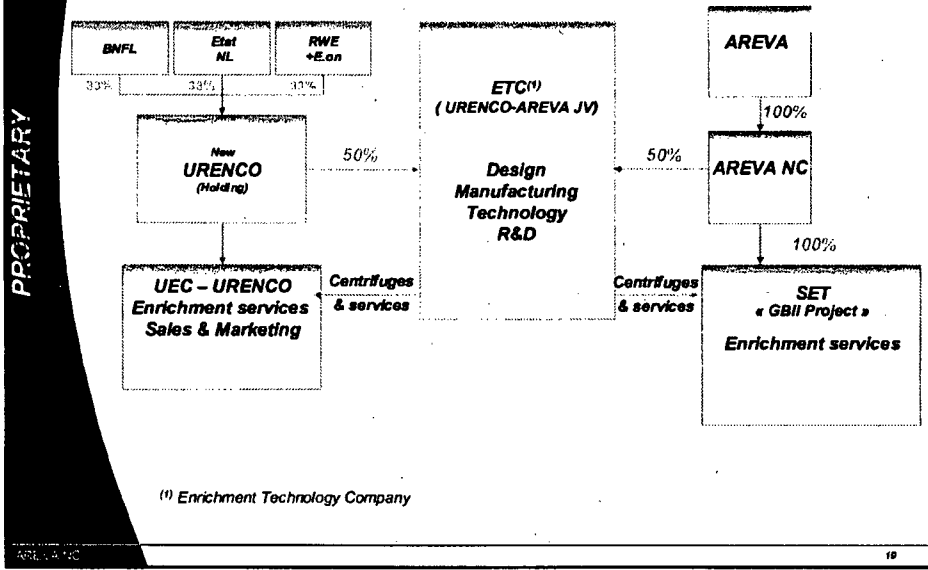 PROPRIETARY
BNFL
Etat
NL
RWE
+E.on
33%
33%
33%
New
URENCO
(Holding)
50%
UEC – URENCO
Enrichment services
Sales & Marketing
Centrifuges
& services
ETC(1)
( URENCO-AREVA JV)
Design
Manufacturing
Technology
R&D
AREVA
100%
50%
AREVA NC
100%
Centrifuges
& services
SET
« GBII Project »
Enrichment services
(1) Enrichment Technology Company
AREVA NC
19